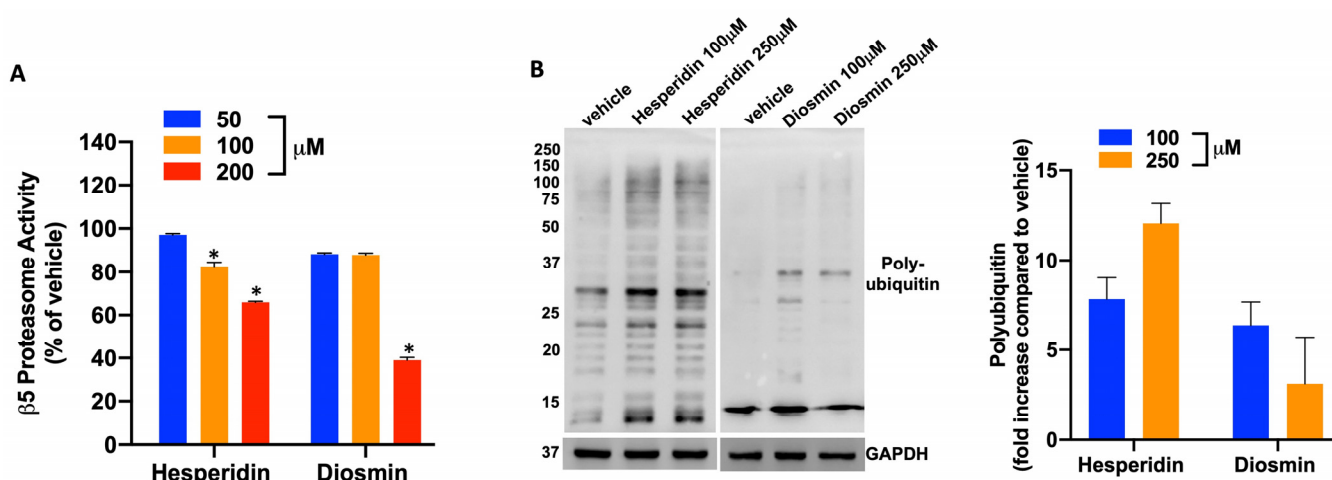 A
50
100
200
μM
β5 Proteasome Activity
(% of vehicle)
140
120
100
80
60
40
20
0
*
*
*
Hesperidin
Diosmin
B
vehicle
Hesperidin 100μM
Hesperidin 250μM
vehicle
Diosmin 100μM
Diosmin 250μM
250
150
100
75
50
37
25
20
15
37
Poly-
ubiquitin
GAPDH
100
250
μM
Polyubiquitin
(fold increase compared to vehicle)
15
10
5
0
Hesperidin
Diosmin